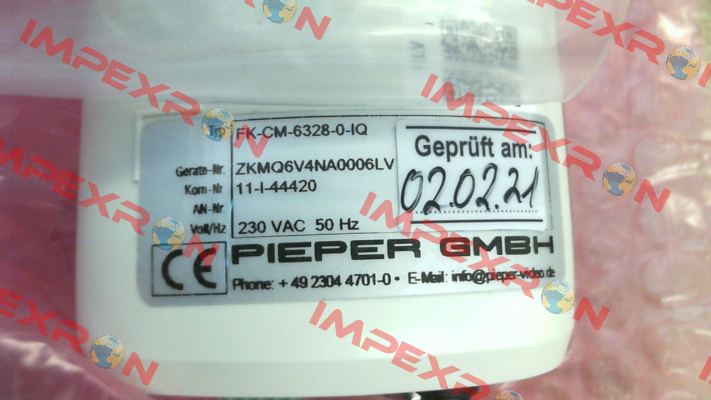 IMPEXRON
Typ FK-CM-6328-0-IQ
Geräte-Nr. ZKMQ6V4NA0006LV
Kom-Nr 11-I-44420
AN-Nr.
Volt/Hz 230 VAC 50 Hz
Geprüft am:
02.02.21
CE PIEPER GMBH
Phone: + 49 2304 4701-0 • E-Mail: info@pieper-video.de
IMPEXRON
IMPEXRON
IMPEXRON
IMPEXRON